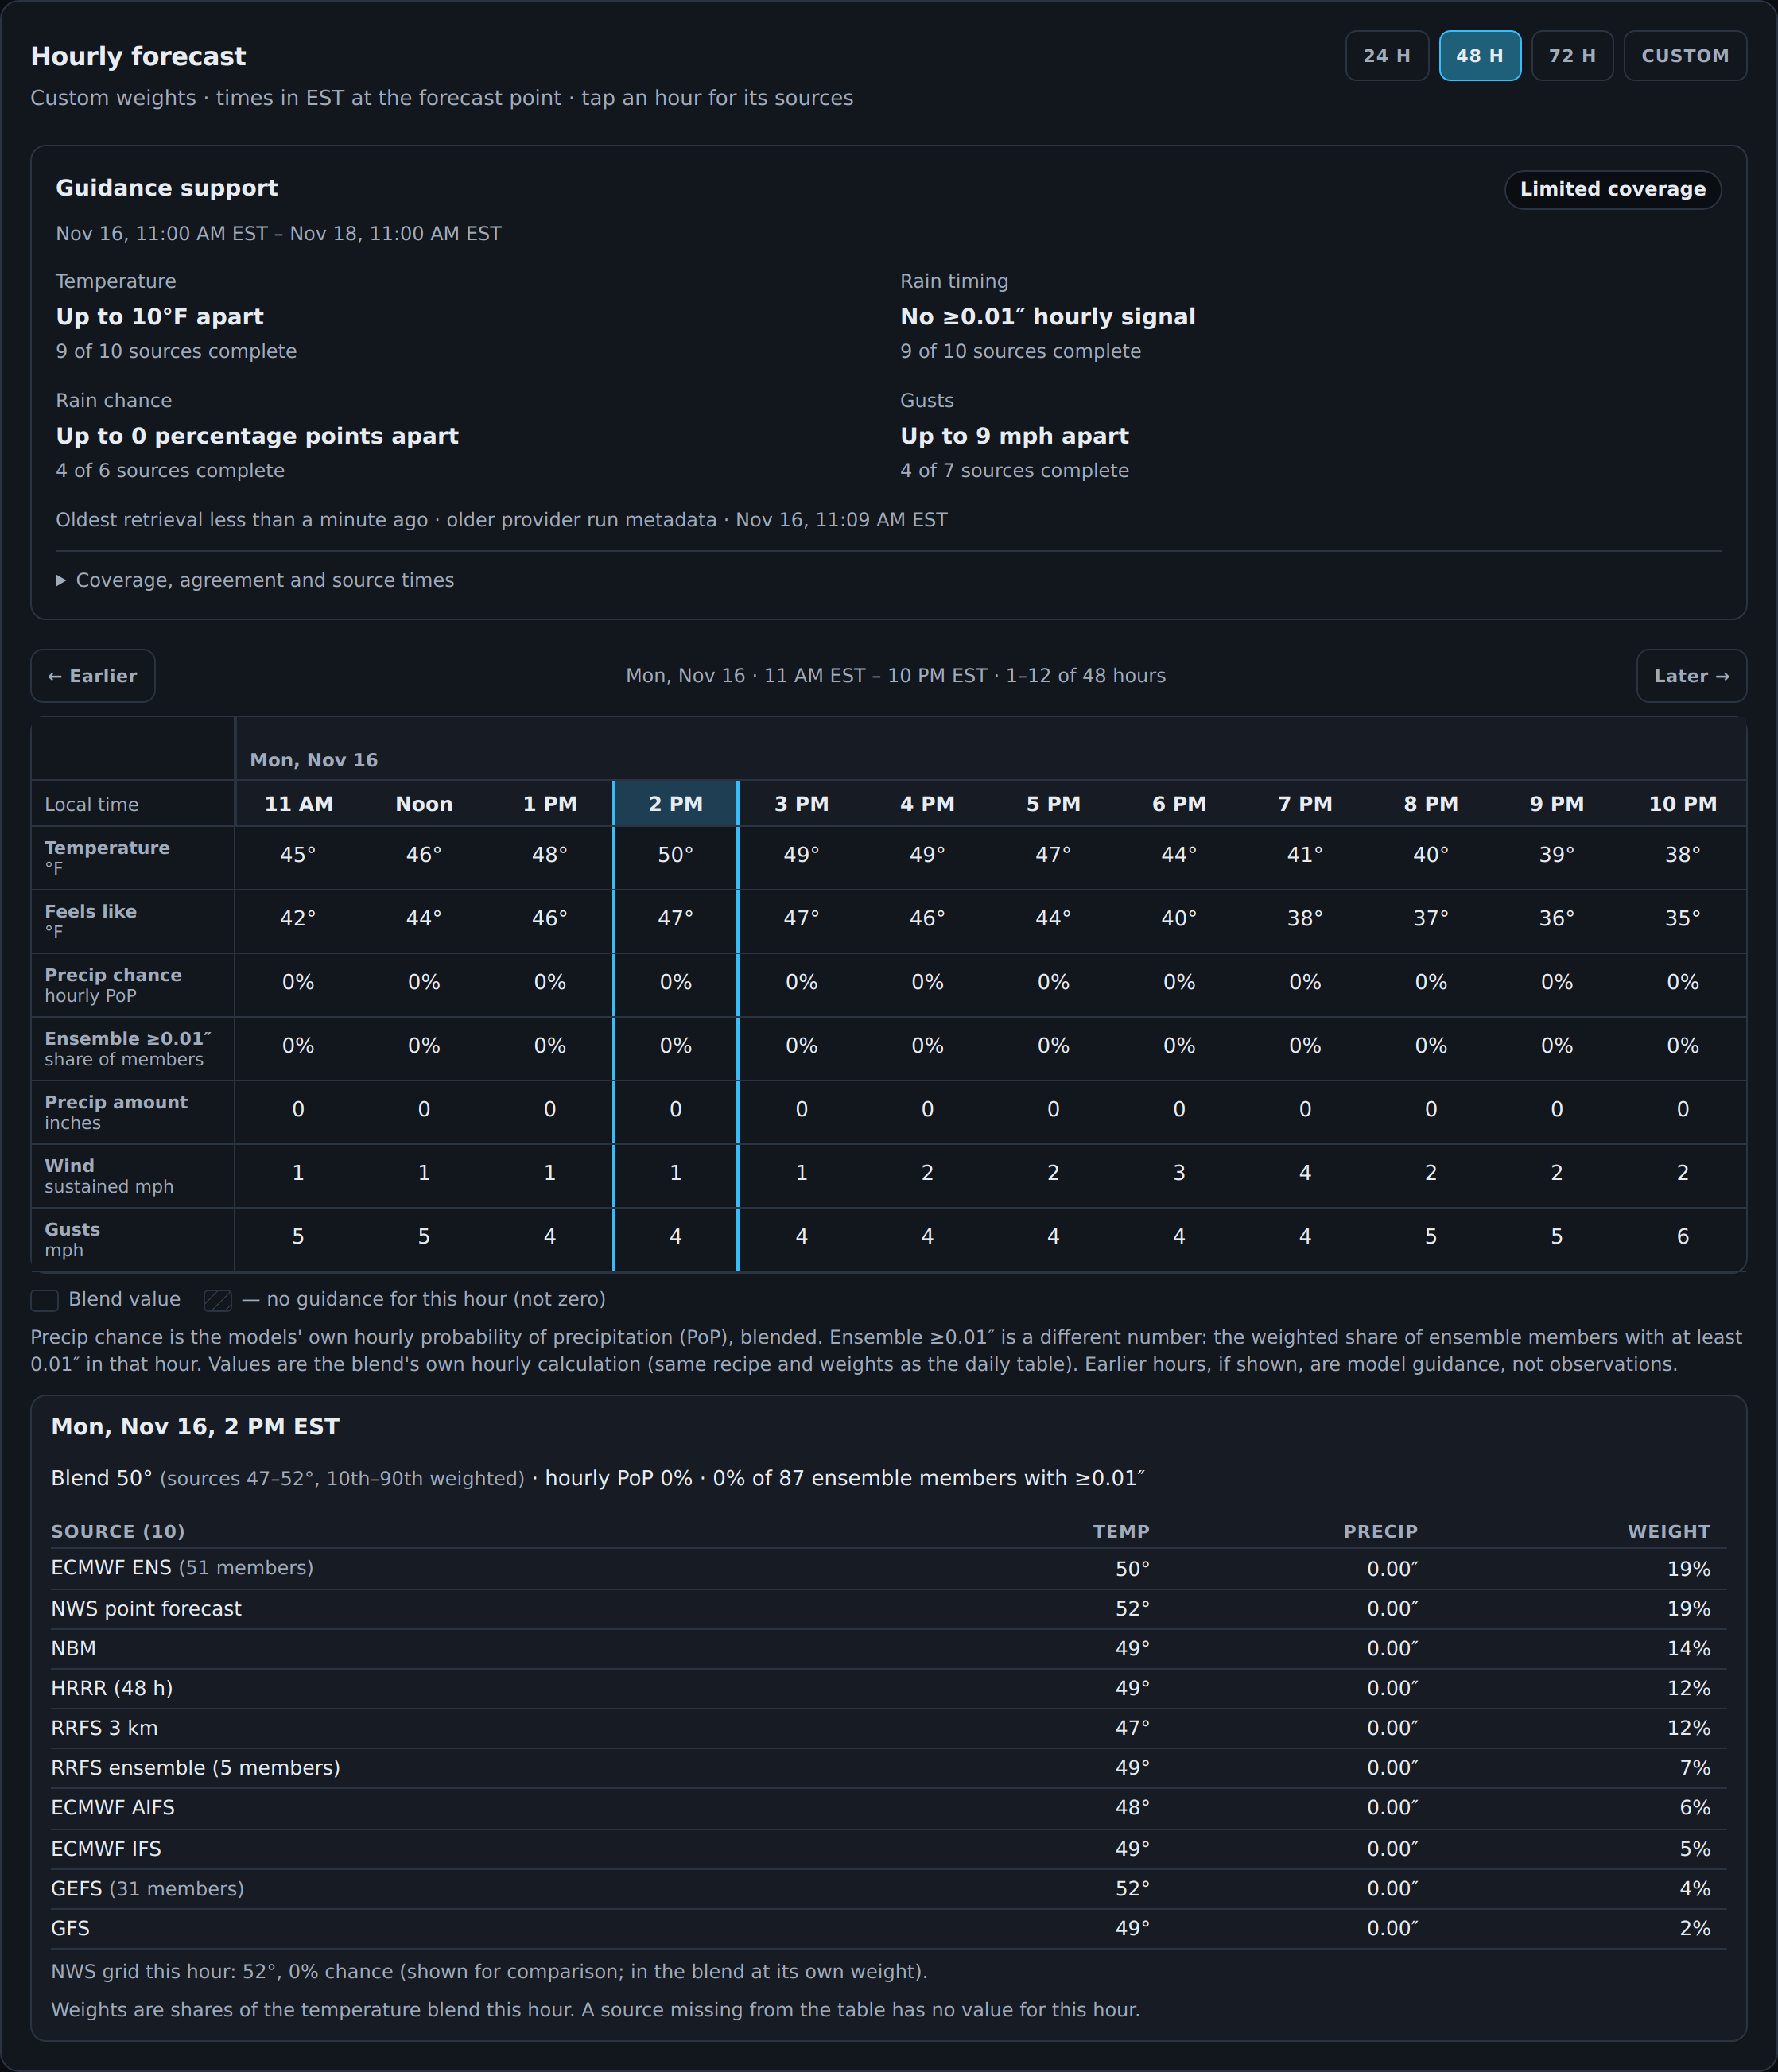 Hourly forecast
24 H
48 H
72 H
CUSTOM
Custom weights · times in EST at the forecast point · tap an hour for its sources
Guidance support
Limited coverage
Nov 16, 11:00 AM EST – Nov 18, 11:00 AM EST
Temperature
Up to 10°F apart
9 of 10 sources complete
Rain timing
No ≥0.01″ hourly signal
9 of 10 sources complete
Rain chance
Up to 0 percentage points apart
4 of 6 sources complete
Gusts
Up to 9 mph apart
4 of 7 sources complete
Oldest retrieval less than a minute ago · older provider run metadata · Nov 16, 11:09 AM EST
▶ Coverage, agreement and source times
← Earlier
Mon, Nov 16 · 11 AM EST – 10 PM EST · 1–12 of 48 hours
Later →
Mon, Nov 16
Local time 11 AM Noon 1 PM 2 PM 3 PM 4 PM 5 PM 6 PM 7 PM 8 PM 9 PM 10 PM
Temperature
°F
45° 46° 48° 50° 49° 49° 47° 44° 41° 40° 39° 38°
Feels like
°F
42° 44° 46° 47° 47° 46° 44° 40° 38° 37° 36° 35°
Precip chance
hourly PoP
0% 0% 0% 0% 0% 0% 0% 0% 0% 0% 0% 0%
Ensemble ≥0.01″
share of members
0% 0% 0% 0% 0% 0% 0% 0% 0% 0% 0% 0%
Precip amount
inches
0 0 0 0 0 0 0 0 0 0 0 0
Wind
sustained mph
1 1 1 1 1 2 2 3 4 2 2 2
Gusts
mph
5 5 4 4 4 4 4 4 4 5 5 6
Blend value
— no guidance for this hour (not zero)
Precip chance is the models' own hourly probability of precipitation (PoP), blended. Ensemble ≥0.01″ is a different number: the weighted share of ensemble members with at least
0.01″ in that hour. Values are the blend's own hourly calculation (same recipe and weights as the daily table). Earlier hours, if shown, are model guidance, not observations.
Mon, Nov 16, 2 PM EST
Blend 50° (sources 47–52°, 10th–90th weighted) · hourly PoP 0% · 0% of 87 ensemble members with ≥0.01″
SOURCE (10) TEMP PRECIP WEIGHT
ECMWF ENS (51 members) 50° 0.00″ 19%
NWS point forecast 52° 0.00″ 19%
NBM 49° 0.00″ 14%
HRRR (48 h) 49° 0.00″ 12%
RRFS 3 km 47° 0.00″ 12%
RRFS ensemble (5 members) 49° 0.00″ 7%
ECMWF AIFS 48° 0.00″ 6%
ECMWF IFS 49° 0.00″ 5%
GEFS (31 members) 52° 0.00″ 4%
GFS 49° 0.00″ 2%
NWS grid this hour: 52°, 0% chance (shown for comparison; in the blend at its own weight).
Weights are shares of the temperature blend this hour. A source missing from the table has no value for this hour.